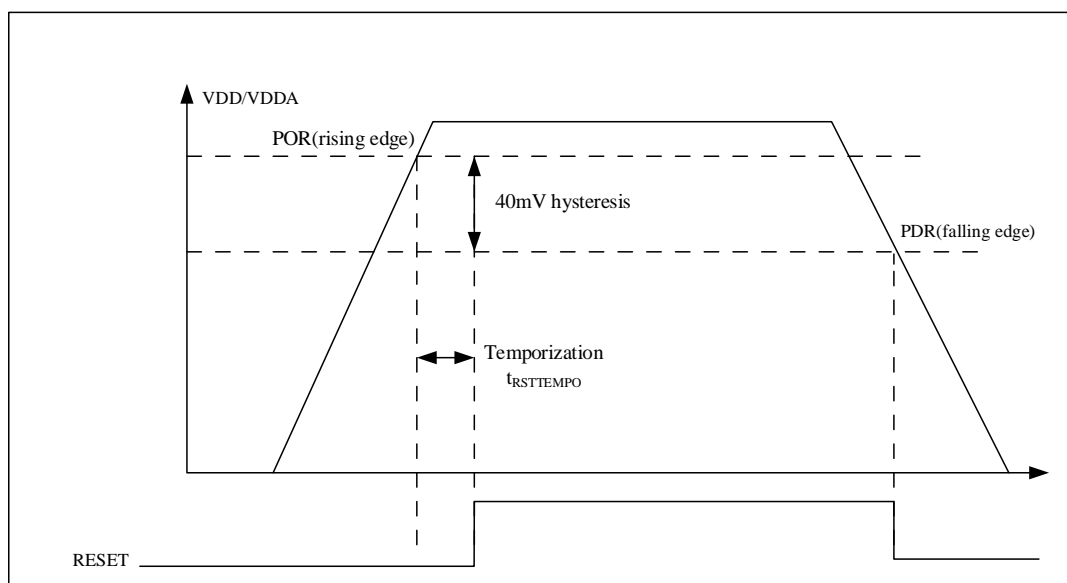 VDD/VDDA
POR(rising edge)
40mV hysteresis
PDR(falling edge)
Temporization
tRSTTEMPO
RESET